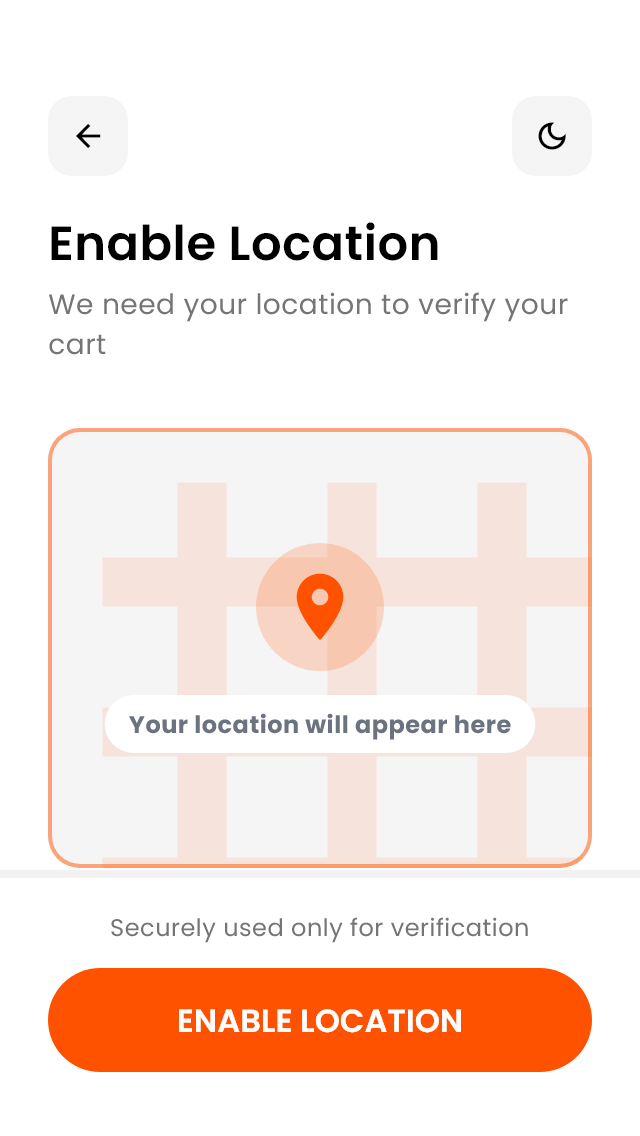 Enable Location
We need your location to verify your
cart
Your location will appear here
Securely used only for verification
ENABLE LOCATION